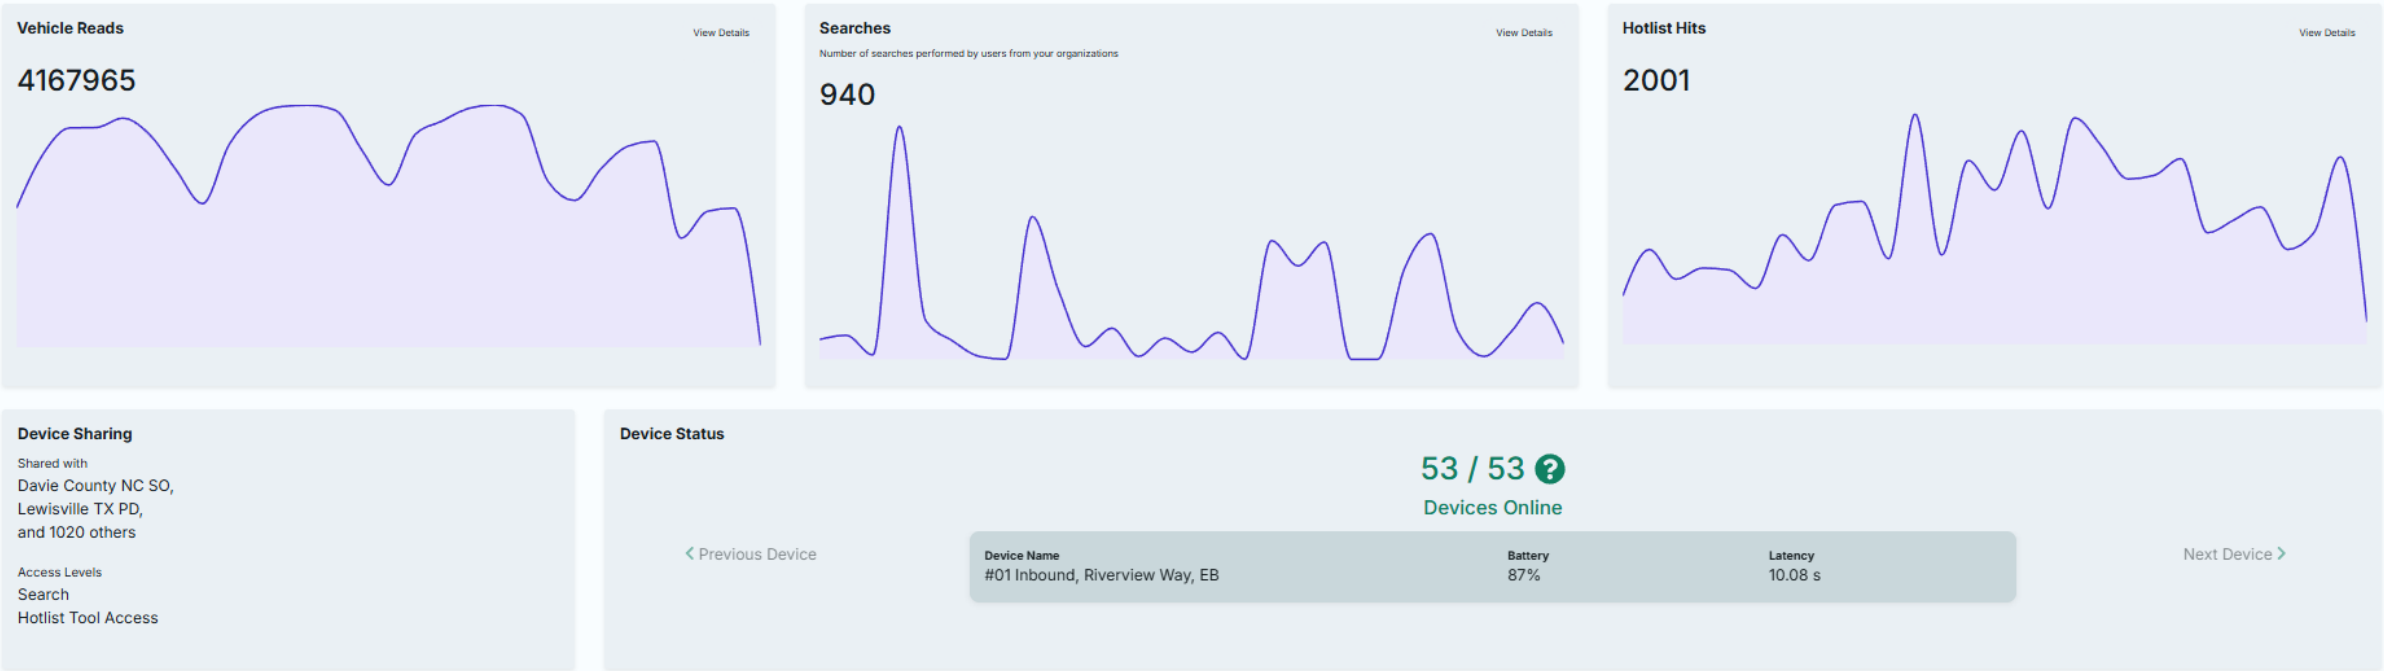 Vehicle Reads
View Details
4167965
Searches
View Details
Number of searches performed by users from your organizations
940
Hotlist Hits
View Details
2001
Device Sharing
Shared with
Davie County NC SO,
Lewisville TX PD,
and 1020 others
Access Levels
Search
Hotlist Tool Access
Device Status
53 / 53 ?
Devices Online
Previous Device
Device Name Battery Latency
#01 Inbound, Riverview Way, EB 87% 10.08 s
Next Device